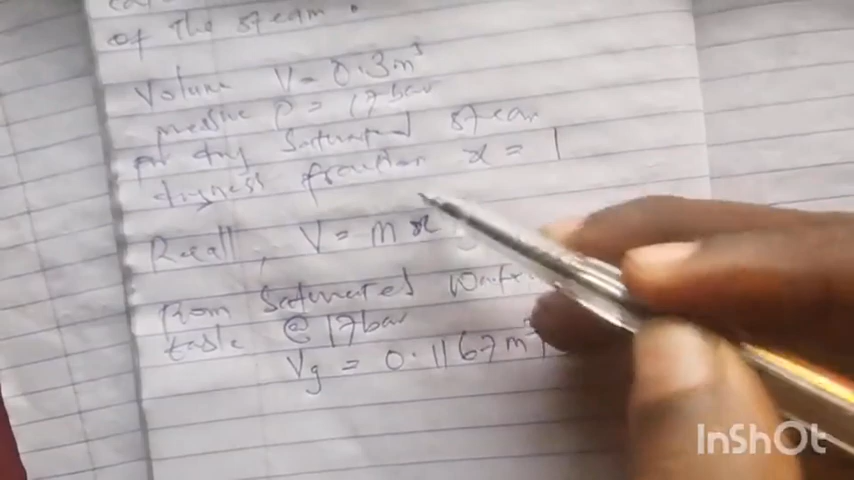 of the steam.
Volume V = 0.3m³
pressure P = 17bar
for dry Saturated steam
dryness fraction x = 1
Recall, V = m x
from Saturated Water
table @ 17bar
Vg = 0.1167m³/
InShOt